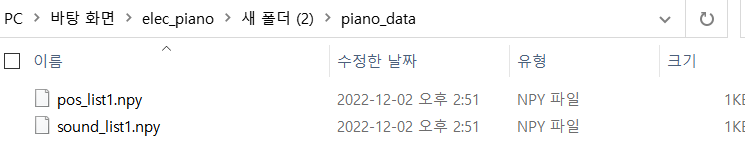 PC > 바탕 화면 > elec_piano > 새 폴더 (2) > piano_data
이름 수정한 날짜 유형 크기
pos_list1.npy 2022-12-02 오후 2:51 NPY 파일 1KB
sound_list1.npy 2022-12-02 오후 2:51 NPY 파일 1KB